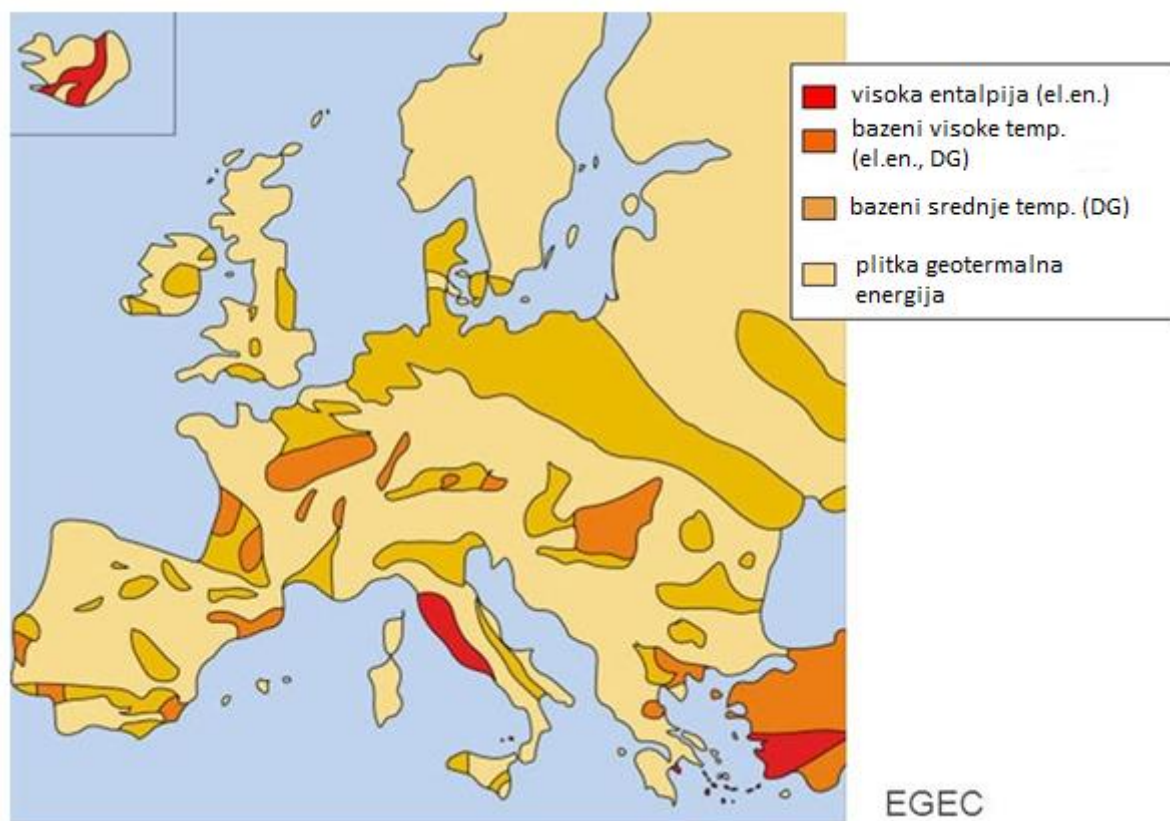 visoka entalpija (el.en.)
bazeni visoke temp.
(el.en., DG)
bazeni srednje temp. (DG)
plitka geotermalna
energija
EGEC